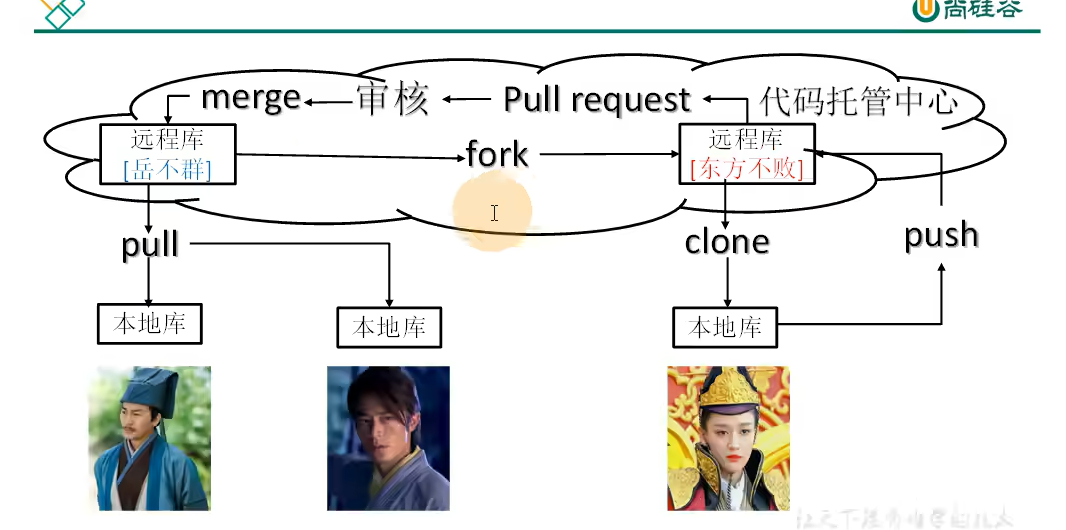 尚硅谷
merge
审核
Pull request
代码托管中心
远程库
[岳不群]
fork
远程库
[东方不败]
pull
clone
push
本地库
本地库
本地库